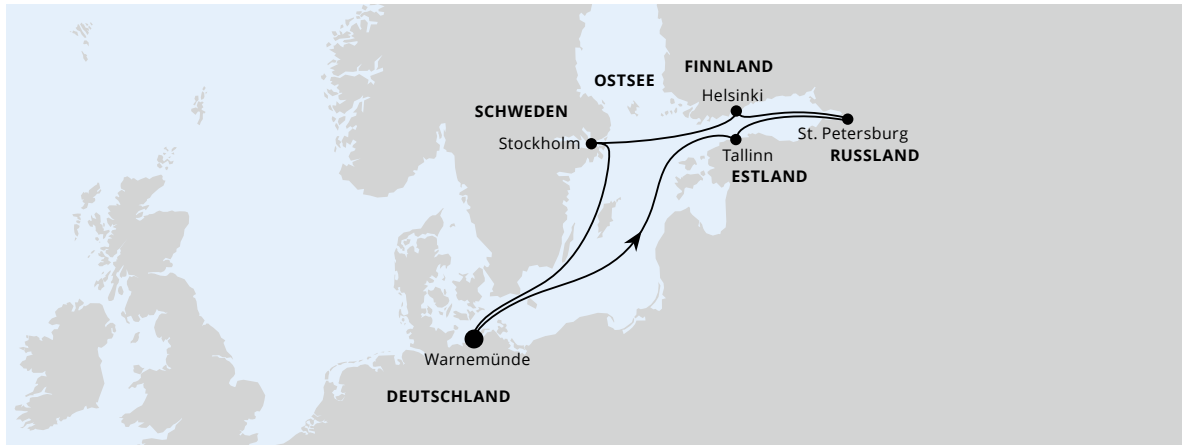 FINNLAND
OSTSEE
Helsinki
SCHWEDEN
Stockholm
St. Petersburg
Tallinn
RUSSLAND
ESTLAND
Warnemünde
DEUTSCHLAND